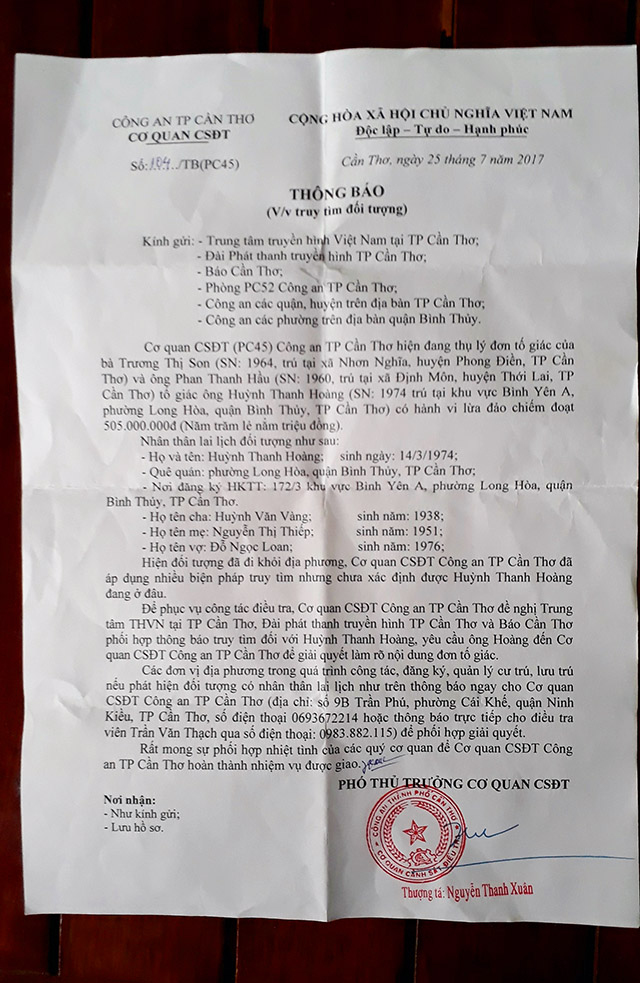 CÔNG AN TP CẦN THƠ
CƠ QUAN CSĐT
CỘNG HÒA XÃ HỘI CHỦ NGHĨA VIỆT NAM
Độc lập – Tự do – Hạnh phúc
Số: /TB(PC45)
Cần Thơ, ngày 25 tháng 7 năm 2017
THÔNG BÁO
(V/v truy tìm đối tượng)
Kính gửi: - Trung tâm truyền hình Việt Nam tại TP Cần Thơ;
- Đài Phát thanh truyền hình TP Cần Thơ;
- Báo Cần Thơ;
- Phòng PC52 Công an TP Cần Thơ;
- Công an các quận, huyện trên địa bàn TP Cần Thơ;
- Công an các phường trên địa bàn quận Bình Thủy.
Cơ quan CSĐT (PC45) Công an TP Cần Thơ hiện đang thụ lý đơn tố giác của
bà Trương Thị Son (SN: 1964, trú tại xã Nhơn Nghĩa, huyện Phong Điền, TP Cần
Thơ) và ông Phan Thanh Hầu (SN: 1960, trú tại xã Định Môn, huyện Thới Lai, TP
Cần Thơ) tố giác ông Huỳnh Thanh Hoàng (SN: 1974 trú tại khu vực Bình Yên A,
phường Long Hòa, quận Bình Thủy, TP Cần Thơ) có hành vi lừa đảo chiếm đoạt
505.000.000đ (Năm trăm lẻ năm triệu đồng).
Nhân thân lai lịch đối tượng như sau:
- Họ và tên: Huỳnh Thanh Hoàng; sinh ngày: 14/3/1974;
- Quê quán: phường Long Hòa, quận Bình Thủy, TP Cần Thơ;
- Nơi đăng ký HKTT: 172/3 khu vực Bình Yên A, phường Long Hòa, quận
Bình Thủy, TP Cần Thơ.
- Họ tên cha: Huỳnh Văn Vàng; sinh năm: 1938;
- Họ tên mẹ: Nguyễn Thị Thiếp; sinh năm: 1951;
- Họ tên vợ: Đỗ Ngọc Loan; sinh năm: 1976;
Hiện đối tượng đã đi khỏi địa phương, Cơ quan CSĐT Công an TP Cần Thơ đã
áp dụng nhiều biện pháp truy tìm nhưng chưa xác định được Huỳnh Thanh Hoàng
đang ở đâu.
Để phục vụ công tác điều tra, Cơ quan CSĐT Công an TP Cần Thơ đề nghị Trung
tâm THVN tại TP Cần Thơ, Đài phát thanh truyền hình TP Cần Thơ và Báo Cần Thơ
phối hợp thông báo truy tìm đối với Huỳnh Thanh Hoàng, yêu cầu ông Hoàng đến Cơ
quan CSĐT Công an TP Cần Thơ để giải quyết làm rõ nội dung đơn tố giác.
Các đơn vị địa phương trong quá trình công tác, đăng ký, quản lý cư trú, lưu trú
nếu phát hiện đối tượng có nhân thân lai lịch như trên thông báo ngay cho Cơ quan
CSĐT Công an TP Cần Thơ (địa chỉ: số 9B Trần Phú, phường Cái Khế, quận Ninh
Kiều, TP Cần Thơ, số điện thoại 0693672214 hoặc thông báo trực tiếp cho điều tra
viên Trần Văn Thạch qua số điện thoại: 0983.882.115) để phối hợp giải quyết.
Rất mong sự phối hợp nhiệt tình của các quý cơ quan để Cơ quan CSĐT Công
an TP Cần Thơ hoàn thành nhiệm vụ được giao.
PHÓ THỦ TRƯỞNG CƠ QUAN CSĐT
Nơi nhận:
- Như kính gửi;
- Lưu hồ sơ.
CÔNG AN THÀNH PHỐ CẦN THƠ
CƠ QUAN CẢNH SÁT ĐIỀU TRA
Thượng tá: Nguyễn Thanh Xuân